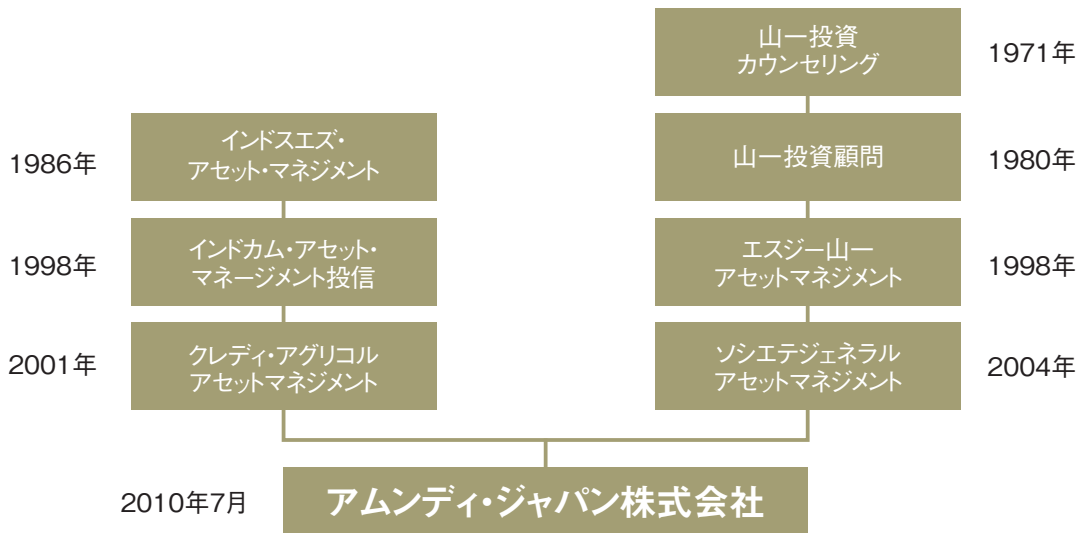 山一投資
カウンセリング
1971年
インドスエズ・
アセット・マネジメント
1986年
山一投資顧問
1980年
インドカム・アセット・
マネージメント投信
1998年
エスジー山一
アセットマネジメント
1998年
クレディ・アグリコル
アセットマネジメント
2001年
ソシエテジェネラル
アセットマネジメント
2004年
2010年7月
アムンディ・ジャパン株式会社